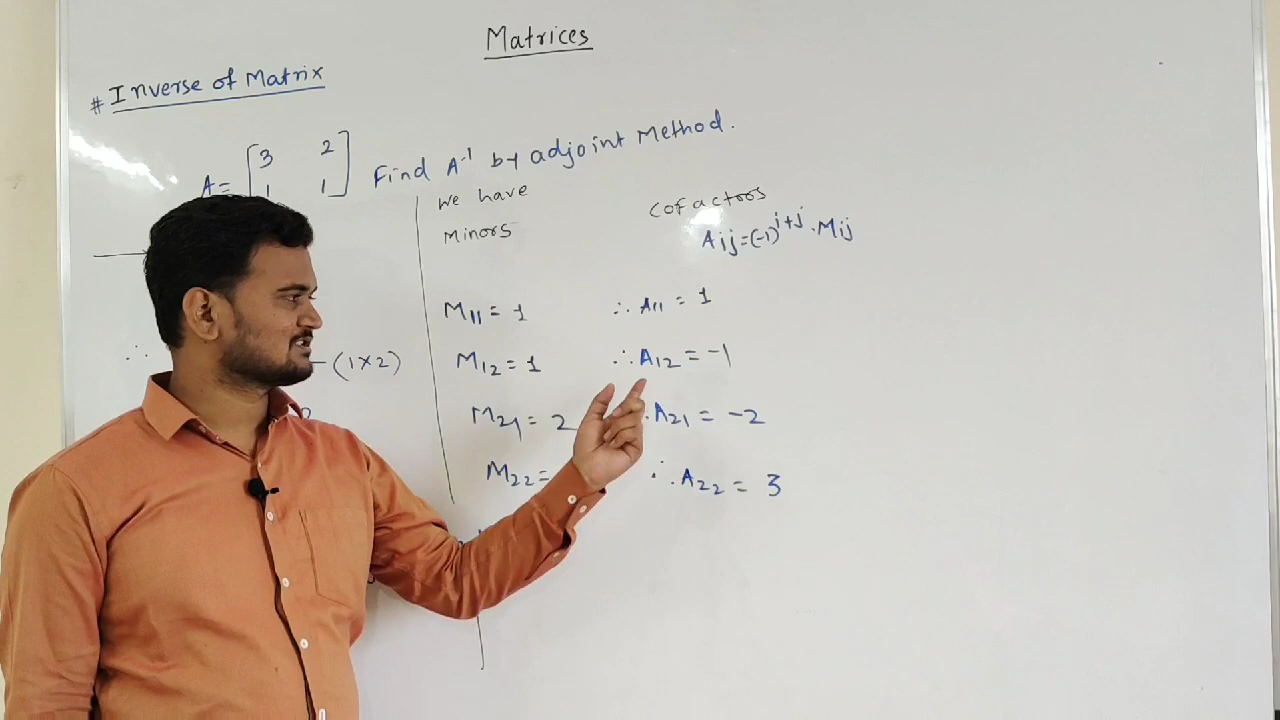 Matrices
# Inverse of Matrix
A = [3 2
1 1] Find A⁻¹ by adjoint Method.
We have
Minors
M₁₁ = 1
M₁₂ = 1
M₂₁ = 2
M₂₂ =
Cofactors
Aij = (-1)^(i+j) · Mij
∴ A₁₁ = 1
∴ A₁₂ = -1
∴ A₂₁ = -2
∴ A₂₂ = 3
∴
- (1×2)